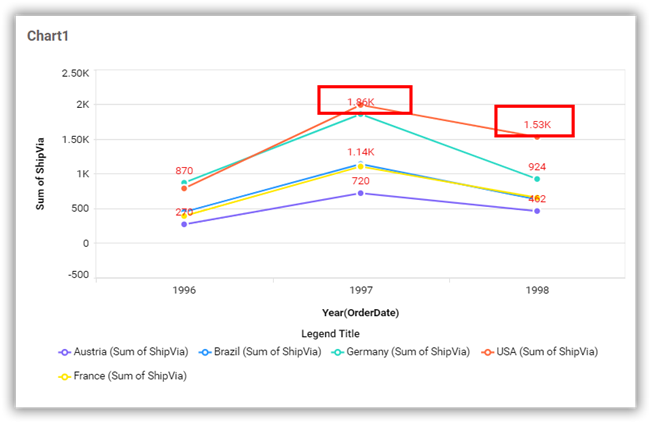 Chart1
2.50K
2K
1.50K
1K
500
0
-500
Sum of ShipVia
870
270
1.86K
1.14K
720
1.53K
924
462
1996 1997 1998
Year(OrderDate)
Legend Title
Austria (Sum of ShipVia) Brazil (Sum of ShipVia) Germany (Sum of ShipVia) USA (Sum of ShipVia)
France (Sum of ShipVia)